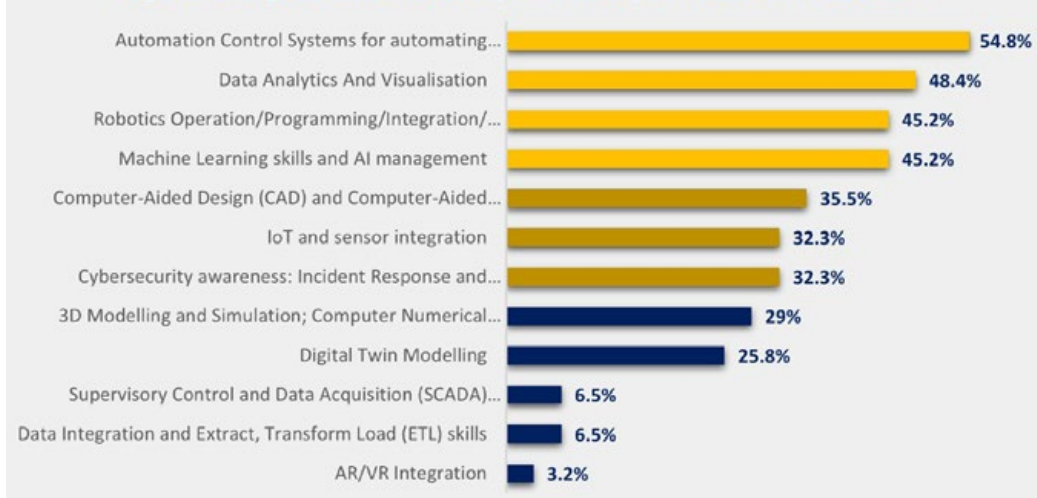 Automation Control Systems for automating... 54.8%
Data Analytics And Visualisation 48.4%
Robotics Operation/Programming/Integration/... 45.2%
Machine Learning skills and AI management 45.2%
Computer-Aided Design (CAD) and Computer-Aided... 35.5%
IoT and sensor integration 32.3%
Cybersecurity awareness: Incident Response and... 32.3%
3D Modelling and Simulation; Computer Numerical... 29%
Digital Twin Modelling 25.8%
Supervisory Control and Data Acquisition (SCADA)... 6.5%
Data Integration and Extract, Transform Load (ETL) skills 6.5%
AR/VR Integration 3.2%